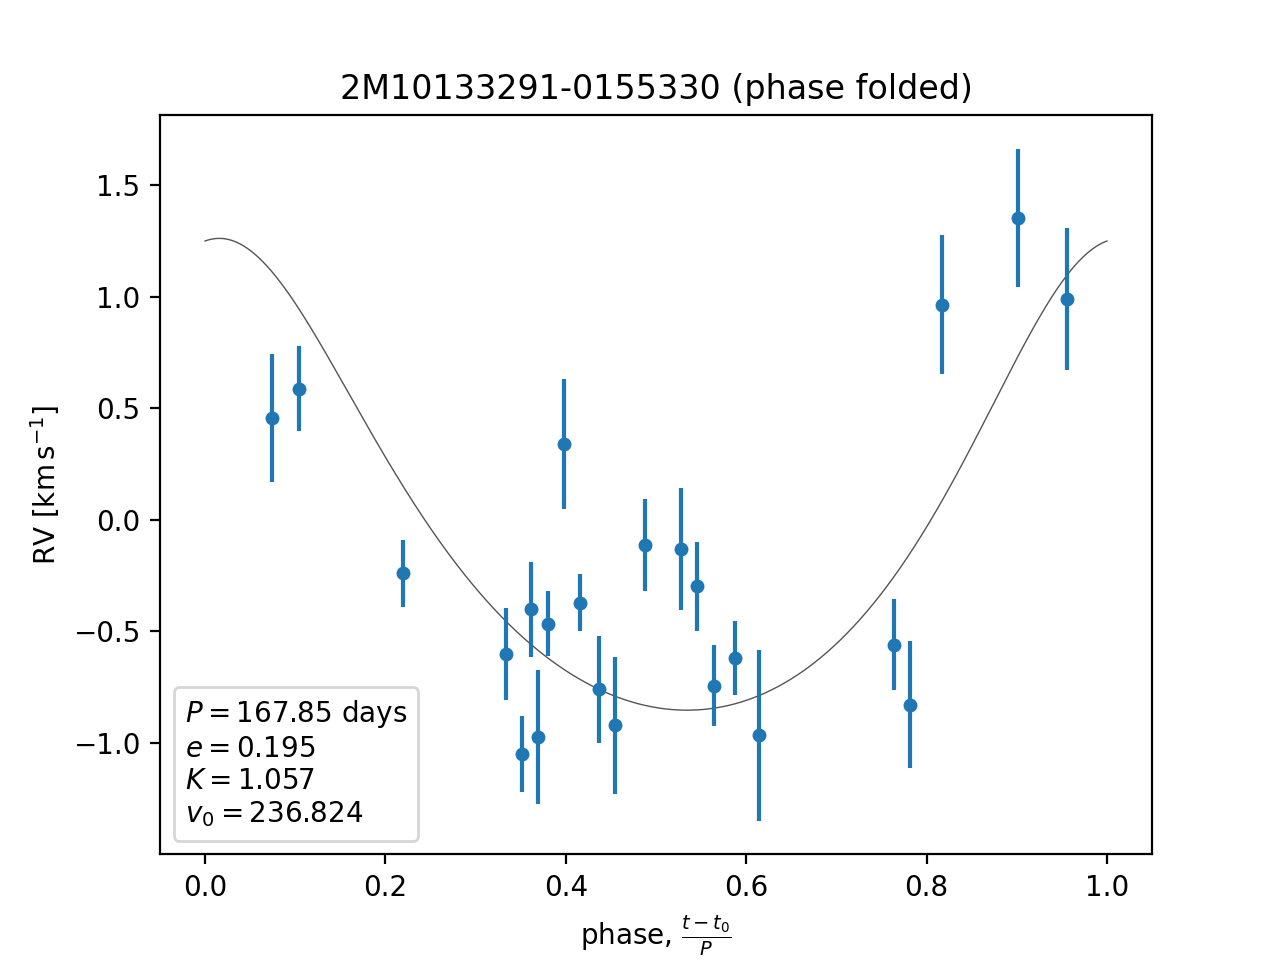 2M10133291-0155330 (phase folded)
1.5
1.0
0.5
0.0
−0.5
−1.0
RV [km s⁻¹]
P = 167.85 days
e = 0.195
K = 1.057
v₀ = 236.824
0.0 0.2 0.4 0.6 0.8 1.0
phase, (t − t₀)/P